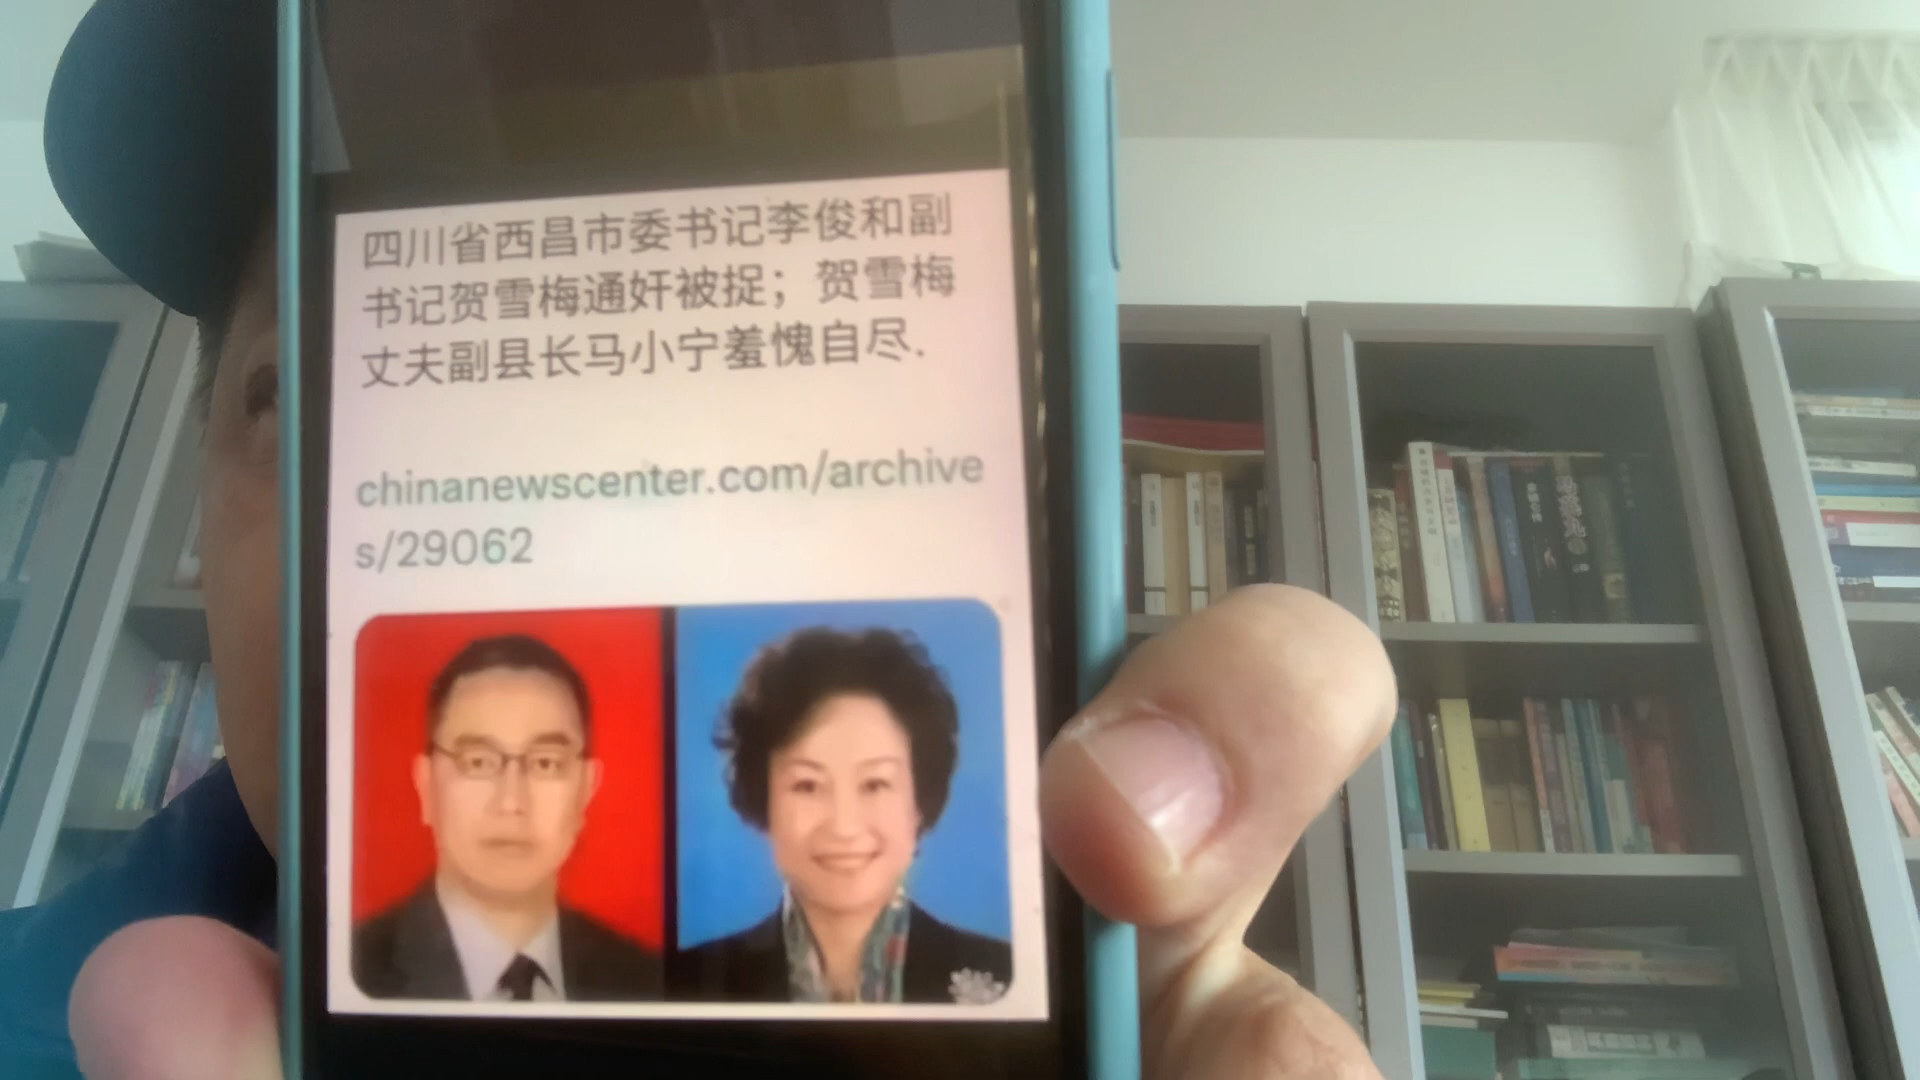 四川省西昌市委书记李俊和副
书记贺雪梅通奸被捉；贺雪梅
丈夫副县长马小宁羞愧自尽.
chinanewscenter.com/archive
s/29062